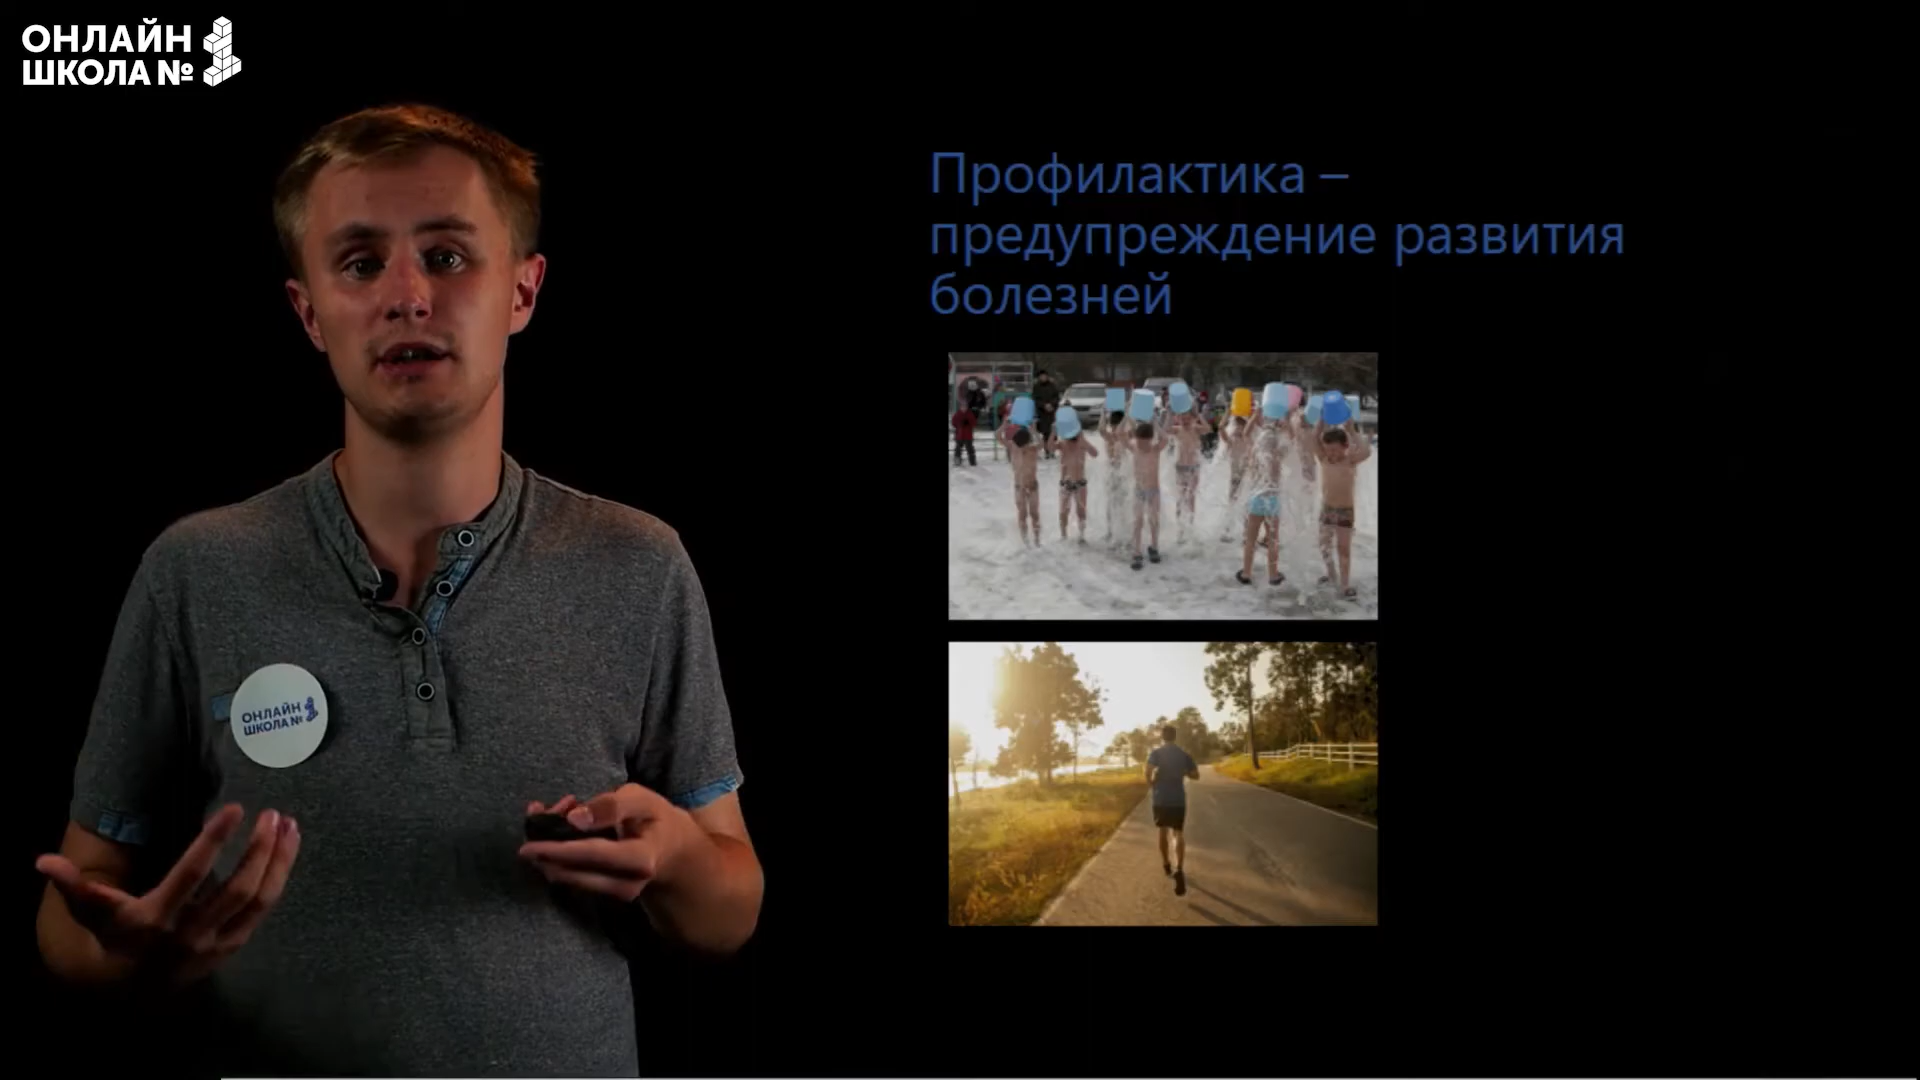 ОНЛАЙН
ШКОЛА №
Профилактика –
предупреждение развития
болезней
ОНЛАЙН
ШКОЛА №